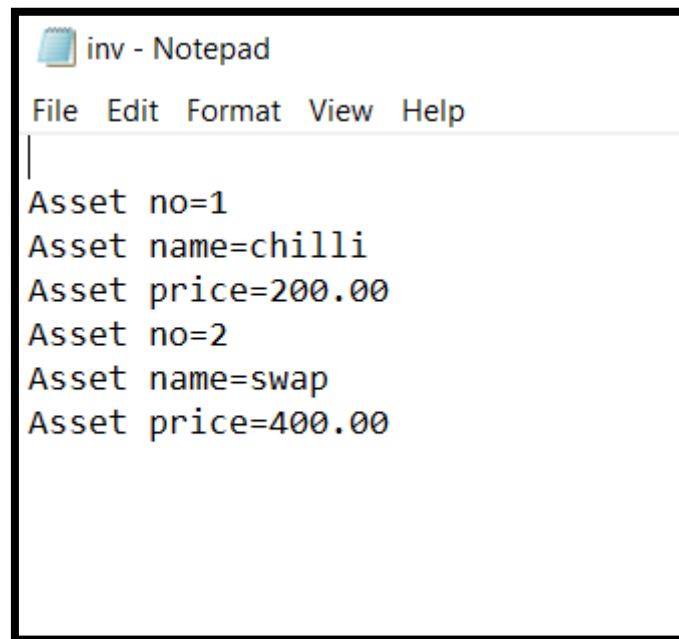 inv - Notepad
File Edit Format View Help
Asset no=1
Asset name=chilli
Asset price=200.00
Asset no=2
Asset name=swap
Asset price=400.00